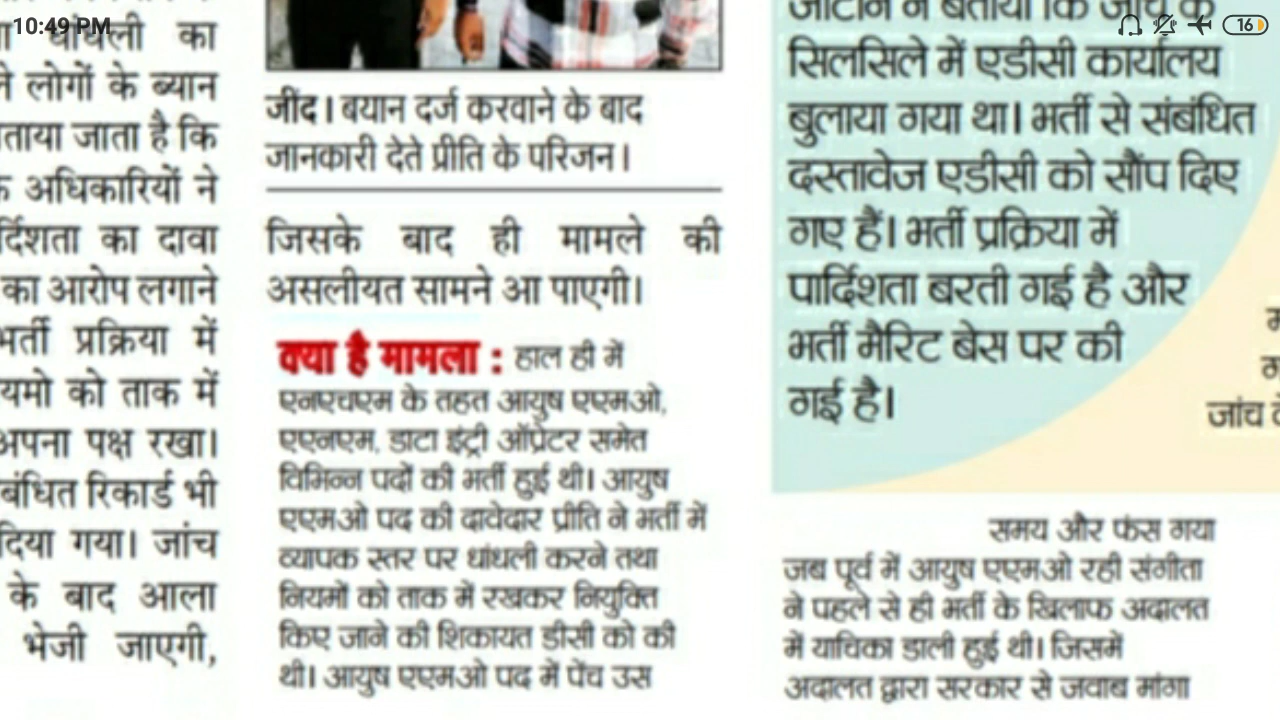 10:49 PM
16
धांधली का
लोगों के ब्यान
बताया जाता है कि
अधिकारियों ने
का दावा
का आरोप लगाने
भर्ती प्रक्रिया में
को ताक में
अपना पक्ष रखा।
रिकार्ड भी
दिया गया। जांच
के बाद आला
भेजी जाएगी,
जींद। बयान दर्ज करवाने के बाद
जानकारी देते प्रीति के परिजन।
जिसके बाद ही मामले की
असलीयत सामने आ पाएगी।
क्या है मामला : हाल ही में
एनएचएम के तहत आयुष एएमओ,
एएनएम, डाटा इंट्री ऑप्रेटर समेत
विभिन्न पदों की भर्ती हुई थी। आयुष
एएमओ पद की दावेदार प्रीति ने भर्ती में
व्यापक स्तर पर धांधली करने तथा
नियमों को ताक में रखकर नियुक्ति
किए जाने की शिकायत डीसी को की
थी। आयुष एएमओ पद में पेंच उस
ने बताया कि जांच के
सिलसिले में एडीसी कार्यालय
बुलाया गया था। भर्ती से संबंधित
दस्तावेज एडीसी को सौंप दिए
गए हैं। भर्ती प्रक्रिया में
पार्दिशता बरती गई है और
भर्ती मैरिट बेस पर की
गई है।
जांच
समय और फंस गया
जब पूर्व में आयुष एएमओ रही संगीता
ने पहले से ही भर्ती के खिलाफ अदालत
में याचिका डाली हुई थी। जिसमें
अदालत द्वारा सरकार से जवाब मांगा